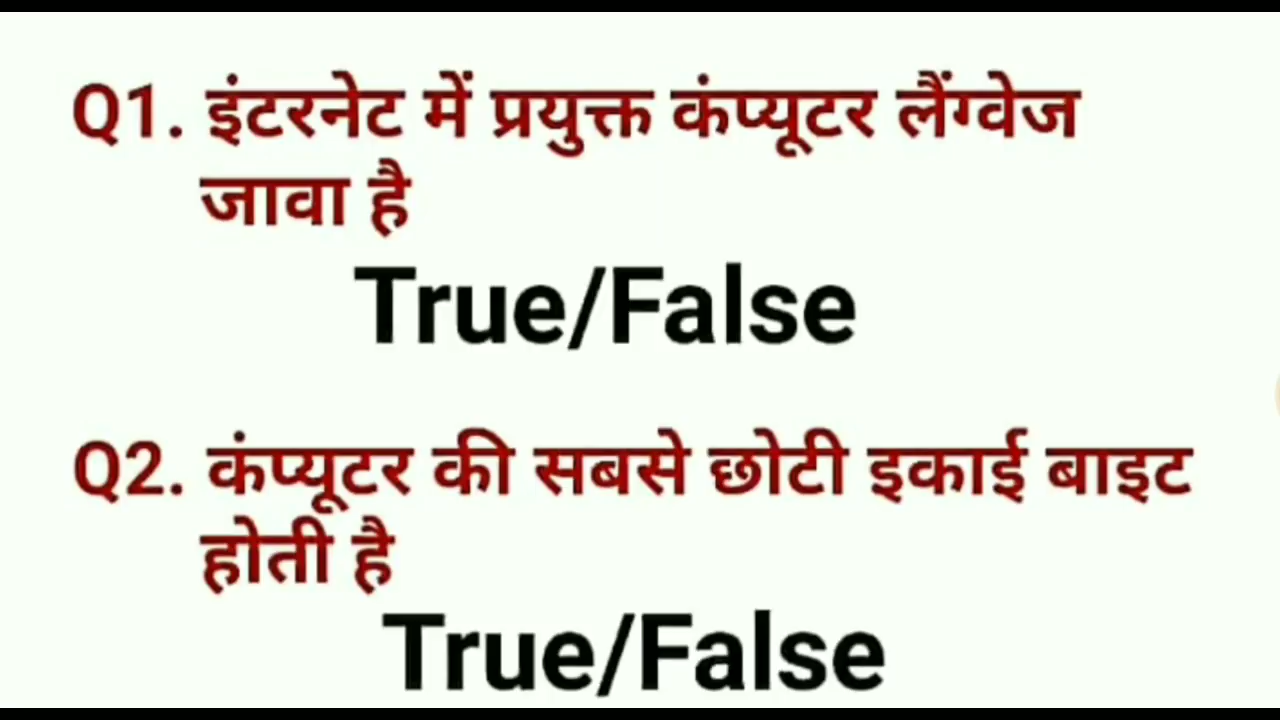 Q1. इंटरनेट में प्रयुक्त कंप्यूटर लैंग्वेज
जावा है
True/False
Q2. कंप्यूटर की सबसे छोटी इकाई बाइट
होती है
True/False